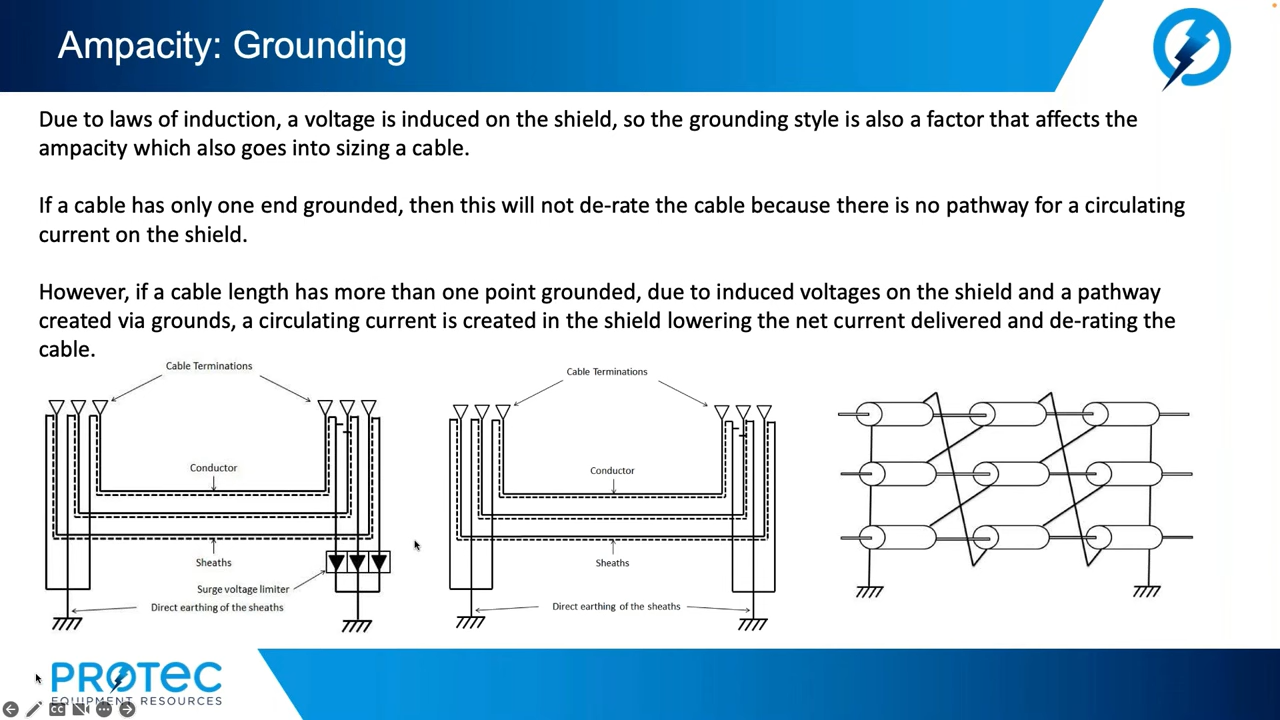 Ampacity: Grounding
Due to laws of induction, a voltage is induced on the shield, so the grounding style is also a factor that affects the
ampacity which also goes into sizing a cable.
If a cable has only one end grounded, then this will not de-rate the cable because there is no pathway for a circulating
current on the shield.
However, if a cable length has more than one point grounded, due to induced voltages on the shield and a pathway
created via grounds, a circulating current is created in the shield lowering the net current delivered and de-rating the
cable.
Cable Terminations
Conductor
Sheaths
Surge voltage limiter
Direct earthing of the sheaths
Cable Terminations
Conductor
Sheaths
Direct earthing of the sheaths
PROTEC
EQUIPMENT RESOURCES
CC